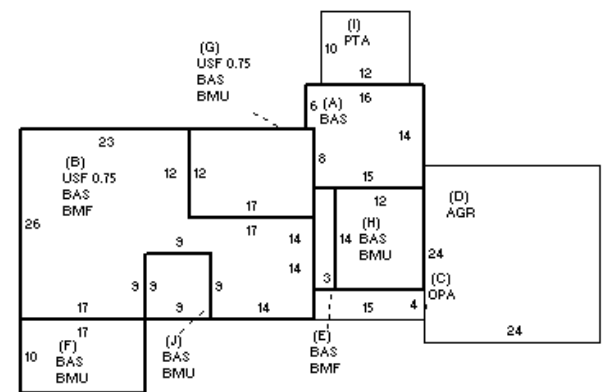 (I)
PTA
10
12
(G)
USF 0.75
BAS
BMU
6
(A)
BAS
16
14
8
15
23
(B)
USF 0.75
BAS
BMF
12
12
17
17
26
14
14
12
(H)
BAS
BMU
14
3
(D)
AGR
24
24
9
9
9
9
9
17
14
15
4
(C)
OPA
17
10
(F)
BAS
BMU
(J)
BAS
BMU
(E)
BAS
BMF